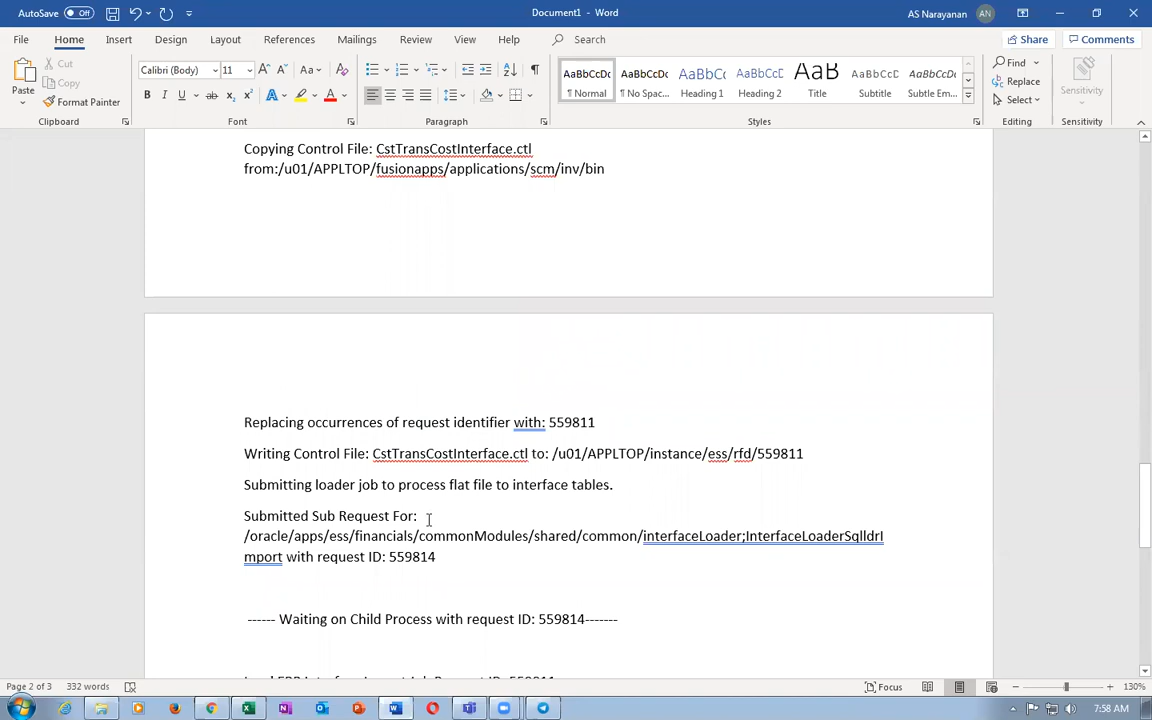 AutoSave Off
Document1 - Word
AS Narayanan AN
File Home Insert Design Layout References Mailings Review View Help Search
Share Comments
Paste
Cut
Copy
Format Painter
Clipboard
Calibri (Body) 11
Font
Paragraph
AaBbCcDc AaBbCcDc AaBbCc AaBbCcD AaB AaBbCcD AaBbCcDc
¶ Normal ¶ No Spac... Heading 1 Heading 2 Title Subtitle Subtle Em...
Styles
Find
Replace
Select
Editing
Sensitivity
Sensitivity
Copying Control File: CstTransCostInterface.ctl
from:/u01/APPLTOP/fusionapps/applications/scm/inv/bin
Replacing occurrences of request identifier with: 559811
Writing Control File: CstTransCostInterface.ctl to: /u01/APPLTOP/instance/ess/rfd/559811
Submitting loader job to process flat file to interface tables.
Submitted Sub Request For:
/oracle/apps/ess/financials/commonModules/shared/common/interfaceLoader;InterfaceLoaderSqlldrI
mport with request ID: 559814
------ Waiting on Child Process with request ID: 559814-------
Page 2 of 3 332 words
Focus
130%
7:58 AM